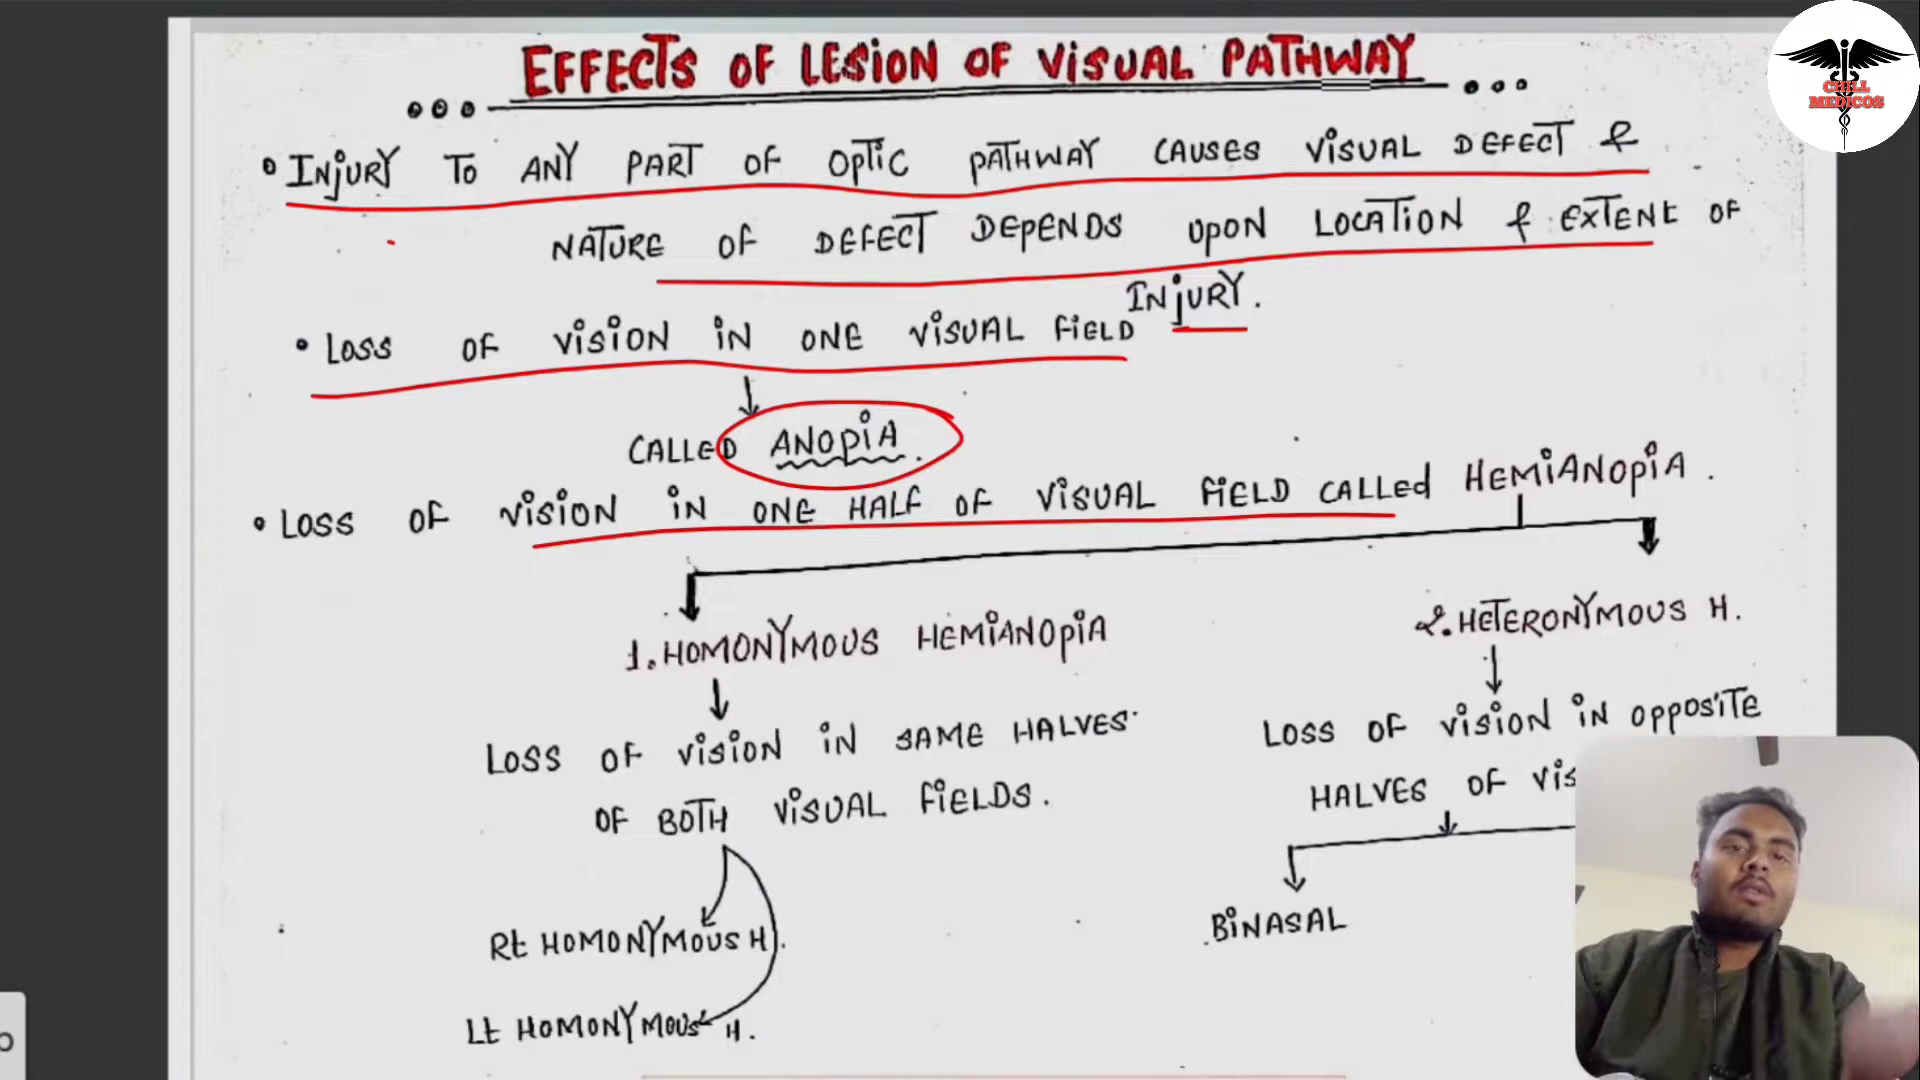 EFFECTS OF LESION OF VISUAL PATHWAY
CHILL
MEDICOS
• INJURY TO ANY PART OF OPTIC PATHWAY CAUSES VISUAL DEFECT &
NATURE OF DEFECT DEPENDS UPON LOCATION & EXTENT OF
INJURY.
• LOSS OF VISION IN ONE VISUAL FIELD
CALLED ANOPIA.
• LOSS OF VISION IN ONE HALF OF VISUAL FIELD CALLED HEMIANOPIA.
1. HOMONYMOUS HEMIANOPIA
2. HETERONYMOUS H.
LOSS OF VISION IN SAME HALVES
OF BOTH VISUAL FIELDS.
LOSS OF VISION IN OPPOSITE
HALVES OF VIS
Rt HOMONYMOUS H.
Lt HOMONYMOUS H.
BINASAL